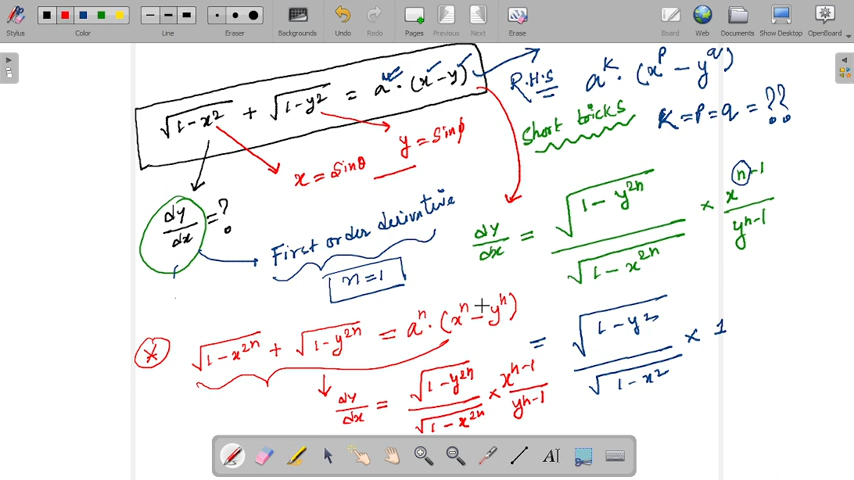 Stylus
Colors
Line
Eraser
Backgrounds
Undo
Redo
Pages
Previous
Next
Erase
Board
Web
Documents
Show Desktop
OpenBoard
√(1-x²) + √(1-y²) = a·(x-y)
R.H.S
a^K · (x^p - y^q)
K=p=q=??
Short tricks
x = Sinθ
y = Sinϕ
dy/dx = ?
First order derivative
n=1
dy/dx = √(1-y^2n)/√(1-x^2n) × x^n-1/y^n-1
√(1-x^2n) + √(1-y^2n) = a^n·(x^n - y^n)
dy/dx = √(1-y^2n)/√(1-x^2n) × x^n-1/y^n-1
= √(1-y²)/√(1-x²) × 1